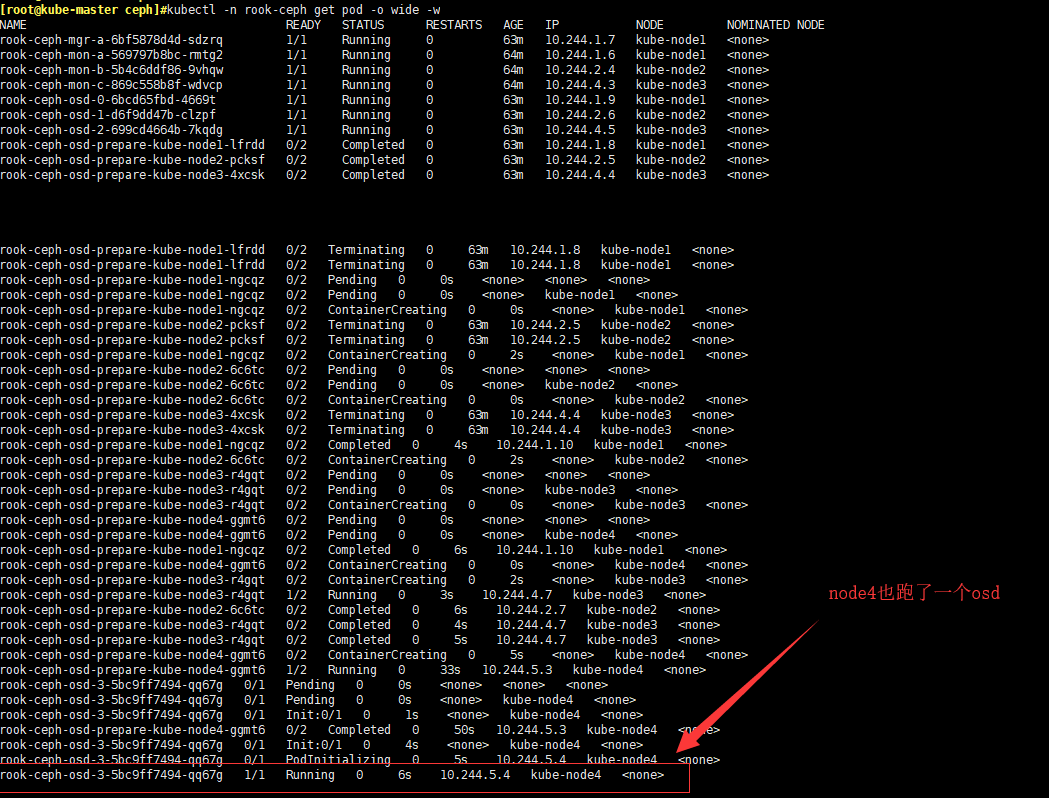 [root@kube-master ceph]#kubectl -n rook-ceph get pod -o wide -w
NAME READY STATUS RESTARTS AGE IP NODE NOMINATED NODE
rook-ceph-mgr-a-6bf5878d4d-sdzrq 1/1 Running 0 63m 10.244.1.7 kube-node1 <none>
rook-ceph-mon-a-569797b8bc-rmtg2 1/1 Running 0 64m 10.244.1.6 kube-node1 <none>
rook-ceph-mon-b-5b4c6ddf86-9vhqw 1/1 Running 0 64m 10.244.2.4 kube-node2 <none>
rook-ceph-mon-c-869c558b8f-wdvcp 1/1 Running 0 64m 10.244.4.3 kube-node3 <none>
rook-ceph-osd-0-6bcd65fbd-4669t 1/1 Running 0 63m 10.244.1.9 kube-node1 <none>
rook-ceph-osd-1-d6f9dd47b-clzpf 1/1 Running 0 63m 10.244.2.6 kube-node2 <none>
rook-ceph-osd-2-699cd4664b-7kqdg 1/1 Running 0 63m 10.244.4.5 kube-node3 <none>
rook-ceph-osd-prepare-kube-node1-lfrdd 0/2 Completed 0 63m 10.244.1.8 kube-node1 <none>
rook-ceph-osd-prepare-kube-node2-pcksf 0/2 Completed 0 63m 10.244.2.5 kube-node2 <none>
rook-ceph-osd-prepare-kube-node3-4xcsk 0/2 Completed 0 63m 10.244.4.4 kube-node3 <none>
rook-ceph-osd-prepare-kube-node1-lfrdd 0/2 Terminating 0 63m 10.244.1.8 kube-node1 <none>
rook-ceph-osd-prepare-kube-node1-lfrdd 0/2 Terminating 0 63m 10.244.1.8 kube-node1 <none>
rook-ceph-osd-prepare-kube-node1-ngcqz 0/2 Pending 0 0s <none> <none> <none>
rook-ceph-osd-prepare-kube-node1-ngcqz 0/2 Pending 0 0s <none> kube-node1 <none>
rook-ceph-osd-prepare-kube-node1-ngcqz 0/2 ContainerCreating 0 0s <none> kube-node1 <none>
rook-ceph-osd-prepare-kube-node2-pcksf 0/2 Terminating 0 63m 10.244.2.5 kube-node2 <none>
rook-ceph-osd-prepare-kube-node2-pcksf 0/2 Terminating 0 63m 10.244.2.5 kube-node2 <none>
rook-ceph-osd-prepare-kube-node1-ngcqz 0/2 ContainerCreating 0 2s <none> kube-node1 <none>
rook-ceph-osd-prepare-kube-node2-6c6tc 0/2 Pending 0 0s <none> <none> <none>
rook-ceph-osd-prepare-kube-node2-6c6tc 0/2 Pending 0 0s <none> kube-node2 <none>
rook-ceph-osd-prepare-kube-node2-6c6tc 0/2 ContainerCreating 0 0s <none> kube-node2 <none>
rook-ceph-osd-prepare-kube-node3-4xcsk 0/2 Terminating 0 63m 10.244.4.4 kube-node3 <none>
rook-ceph-osd-prepare-kube-node3-4xcsk 0/2 Terminating 0 63m 10.244.4.4 kube-node3 <none>
rook-ceph-osd-prepare-kube-node1-ngcqz 0/2 Completed 0 4s 10.244.1.10 kube-node1 <none>
rook-ceph-osd-prepare-kube-node2-6c6tc 0/2 ContainerCreating 0 2s <none> kube-node2 <none>
rook-ceph-osd-prepare-kube-node3-r4gqt 0/2 Pending 0 0s <none> <none> <none>
rook-ceph-osd-prepare-kube-node3-r4gqt 0/2 Pending 0 0s <none> kube-node3 <none>
rook-ceph-osd-prepare-kube-node3-r4gqt 0/2 ContainerCreating 0 0s <none> kube-node3 <none>
rook-ceph-osd-prepare-kube-node4-ggmt6 0/2 Pending 0 0s <none> <none> <none>
rook-ceph-osd-prepare-kube-node4-ggmt6 0/2 Pending 0 0s <none> kube-node4 <none>
rook-ceph-osd-prepare-kube-node1-ngcqz 0/2 Completed 0 6s 10.244.1.10 kube-node1 <none>
rook-ceph-osd-prepare-kube-node4-ggmt6 0/2 ContainerCreating 0 0s <none> kube-node4 <none>
rook-ceph-osd-prepare-kube-node3-r4gqt 0/2 ContainerCreating 0 2s <none> kube-node3 <none>
rook-ceph-osd-prepare-kube-node3-r4gqt 1/2 Running 0 3s 10.244.4.7 kube-node3 <none>
node4也跑了一个osd
rook-ceph-osd-prepare-kube-node2-6c6tc 0/2 Completed 0 6s 10.244.2.7 kube-node2 <none>
rook-ceph-osd-prepare-kube-node3-r4gqt 0/2 Completed 0 4s 10.244.4.7 kube-node3 <none>
rook-ceph-osd-prepare-kube-node3-r4gqt 0/2 Completed 0 5s 10.244.4.7 kube-node3 <none>
rook-ceph-osd-prepare-kube-node4-ggmt6 0/2 ContainerCreating 0 5s <none> kube-node4 <none>
rook-ceph-osd-prepare-kube-node4-ggmt6 1/2 Running 0 33s 10.244.5.3 kube-node4 <none>
rook-ceph-osd-3-5bc9ff7494-qq67g 0/1 Pending 0 0s <none> <none> <none>
rook-ceph-osd-3-5bc9ff7494-qq67g 0/1 Pending 0 0s <none> kube-node4 <none>
rook-ceph-osd-3-5bc9ff7494-qq67g 0/1 Init:0/1 0 1s <none> kube-node4 <none>
rook-ceph-osd-prepare-kube-node4-ggmt6 0/2 Completed 0 50s 10.244.5.3 kube-node4 <none>
rook-ceph-osd-3-5bc9ff7494-qq67g 0/1 Init:0/1 0 4s <none> kube-node4 <none>
rook-ceph-osd-3-5bc9ff7494-qq67g 0/1 PodInitializing 0 5s 10.244.5.4 kube-node4 <none>
rook-ceph-osd-3-5bc9ff7494-qq67g 1/1 Running 0 6s 10.244.5.4 kube-node4 <none>